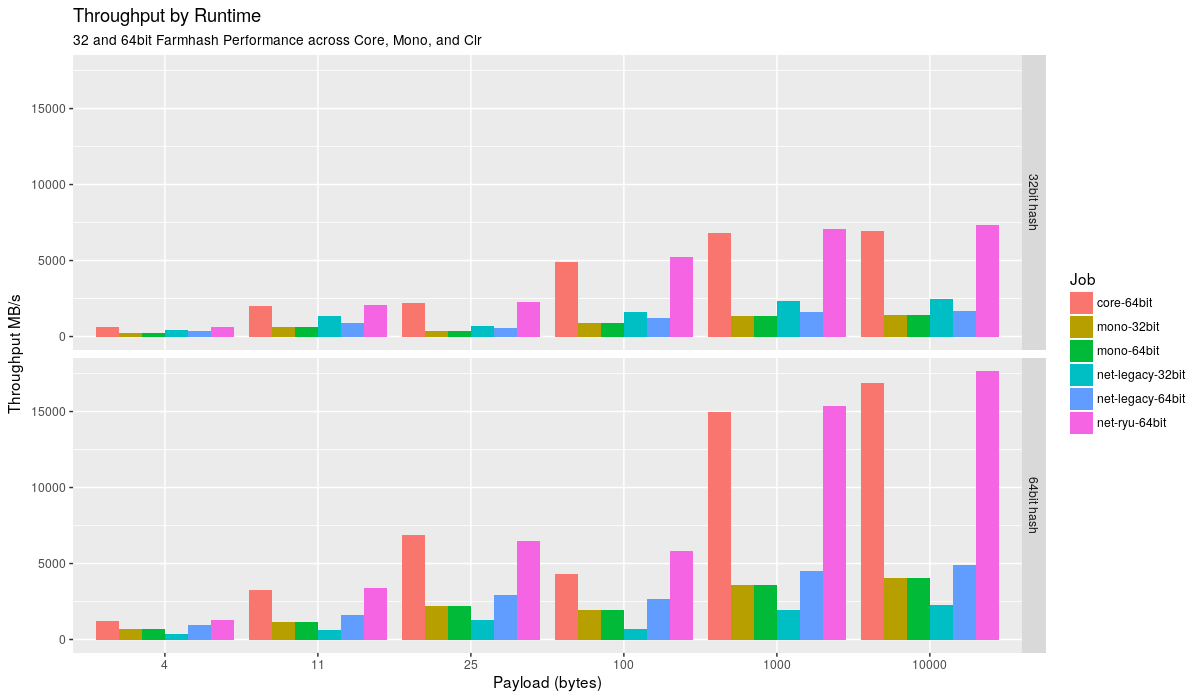 Throughput by Runtime
32 and 64bit Farmhash Performance across Core, Mono, and Clr
Throughput MB/s
15000
10000
5000
0
32bit hash
15000
10000
5000
0
64bit hash
4
11
25
100
1000
10000
Payload (bytes)
Job
core-64bit
mono-32bit
mono-64bit
net-legacy-32bit
net-legacy-64bit
net-ryu-64bit